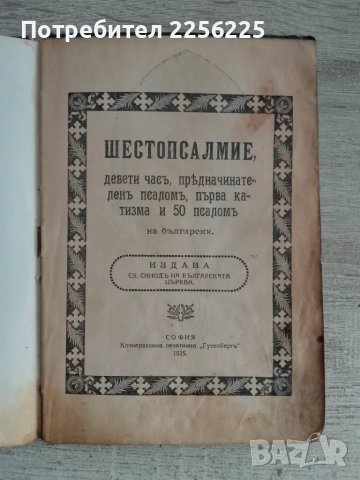 Потребител 2256225
ШЕСТОПСАЛМИЕ,
девети часъ, прѣдначинате-
ленъ псаломъ, първа ка-
тизма и 50 псаломъ
на български.
ИЗДАВА
СВ. СИНОДЪ НА БЪЛГАРСКАТА
ЦЪРКВА.
СОФИЯ
Кооперативна печатница „Гутенбергъ“
1925.
BAZAR